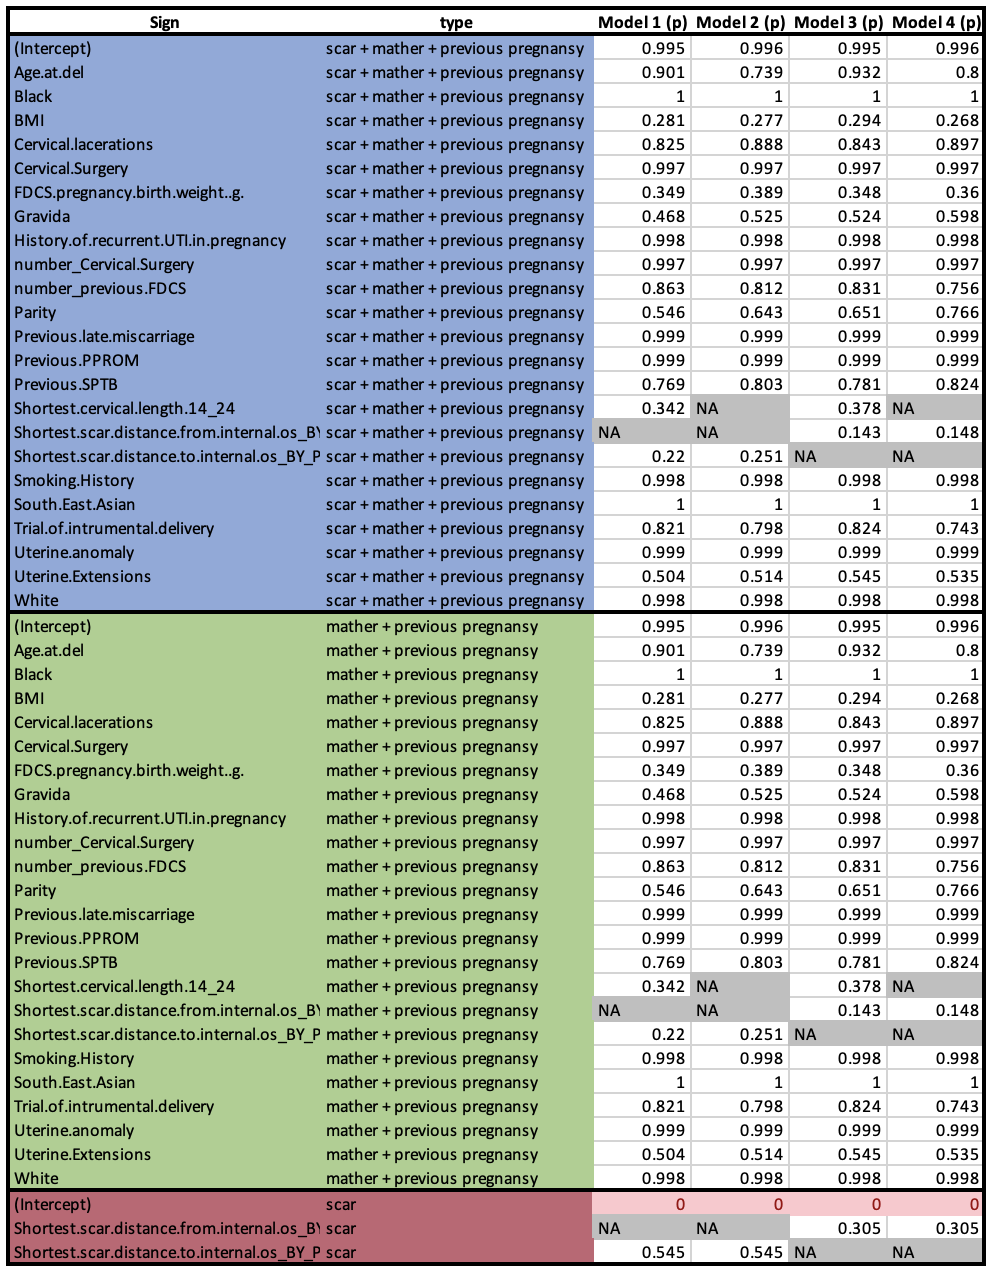 Sign type Model 1 (p) Model 2 (p) Model 3 (p) Model 4 (p)
(Intercept) scar + mather + previous pregnansy 0.995 0.996 0.995 0.996
Age.at.del scar + mather + previous pregnansy 0.901 0.739 0.932 0.8
Black scar + mather + previous pregnansy 1 1 1 1
BMI scar + mather + previous pregnansy 0.281 0.277 0.294 0.268
Cervical.lacerations scar + mather + previous pregnansy 0.825 0.888 0.843 0.897
Cervical.Surgery scar + mather + previous pregnansy 0.997 0.997 0.997 0.997
FDCS.pregnancy.birth.weight..g. scar + mather + previous pregnansy 0.349 0.389 0.348 0.36
Gravida scar + mather + previous pregnansy 0.468 0.525 0.524 0.598
History.of.recurrent.UTI.in.pregnancy scar + mather + previous pregnansy 0.998 0.998 0.998 0.998
number_Cervical.Surgery scar + mather + previous pregnansy 0.997 0.997 0.997 0.997
number_previous.FDCS scar + mather + previous pregnansy 0.863 0.812 0.831 0.756
Parity scar + mather + previous pregnansy 0.546 0.643 0.651 0.766
Previous.late.miscarriage scar + mather + previous pregnansy 0.999 0.999 0.999 0.999
Previous.PPROM scar + mather + previous pregnansy 0.999 0.999 0.999 0.999
Previous.SPTB scar + mather + previous pregnansy 0.769 0.803 0.781 0.824
Shortest.cervical.length.14_24 scar + mather + previous pregnansy 0.342 NA 0.378 NA
Shortest.scar.distance.from.internal.os_BY scar + mather + previous pregnansy NA NA 0.143 0.148
Shortest.scar.distance.to.internal.os_BY_P scar + mather + previous pregnansy 0.22 0.251 NA NA
Smoking.History scar + mather + previous pregnansy 0.998 0.998 0.998 0.998
South.East.Asian scar + mather + previous pregnansy 1 1 1 1
Trial.of.intrumental.delivery scar + mather + previous pregnansy 0.821 0.798 0.824 0.743
Uterine.anomaly scar + mather + previous pregnansy 0.999 0.999 0.999 0.999
Uterine.Extensions scar + mather + previous pregnansy 0.504 0.514 0.545 0.535
White scar + mather + previous pregnansy 0.998 0.998 0.998 0.998
(Intercept) mather + previous pregnansy 0.995 0.996 0.995 0.996
Age.at.del mather + previous pregnansy 0.901 0.739 0.932 0.8
Black mather + previous pregnansy 1 1 1 1
BMI mather + previous pregnansy 0.281 0.277 0.294 0.268
Cervical.lacerations mather + previous pregnansy 0.825 0.888 0.843 0.897
Cervical.Surgery mather + previous pregnansy 0.997 0.997 0.997 0.997
FDCS.pregnancy.birth.weight..g. mather + previous pregnansy 0.349 0.389 0.348 0.36
Gravida mather + previous pregnansy 0.468 0.525 0.524 0.598
History.of.recurrent.UTI.in.pregnancy mather + previous pregnansy 0.998 0.998 0.998 0.998
number_Cervical.Surgery mather + previous pregnansy 0.997 0.997 0.997 0.997
number_previous.FDCS mather + previous pregnansy 0.863 0.812 0.831 0.756
Parity mather + previous pregnansy 0.546 0.643 0.651 0.766
Previous.late.miscarriage mather + previous pregnansy 0.999 0.999 0.999 0.999
Previous.PPROM mather + previous pregnansy 0.999 0.999 0.999 0.999
Previous.SPTB mather + previous pregnansy 0.769 0.803 0.781 0.824
Shortest.cervical.length.14_24 mather + previous pregnansy 0.342 NA 0.378 NA
Shortest.scar.distance.from.internal.os_BY mather + previous pregnansy NA NA 0.143 0.148
Shortest.scar.distance.to.internal.os_BY_P mather + previous pregnansy 0.22 0.251 NA NA
Smoking.History mather + previous pregnansy 0.998 0.998 0.998 0.998
South.East.Asian mather + previous pregnansy 1 1 1 1
Trial.of.intrumental.delivery mather + previous pregnansy 0.821 0.798 0.824 0.743
Uterine.anomaly mather + previous pregnansy 0.999 0.999 0.999 0.999
Uterine.Extensions mather + previous pregnansy 0.504 0.514 0.545 0.535
White mather + previous pregnansy 0.998 0.998 0.998 0.998
(Intercept) scar 0 0 0 0
Shortest.scar.distance.from.internal.os_BY scar NA NA 0.305 0.305
Shortest.scar.distance.to.internal.os_BY_P scar 0.545 0.545 NA NA